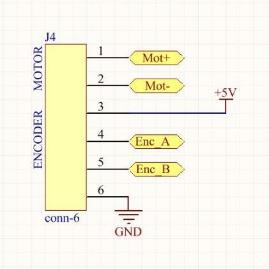 J4
MOTOR
ENCODER
1 Mot+
2 Mot-
3 +5V
4 Enc_A
5 Enc_B
6
GND
conn-6